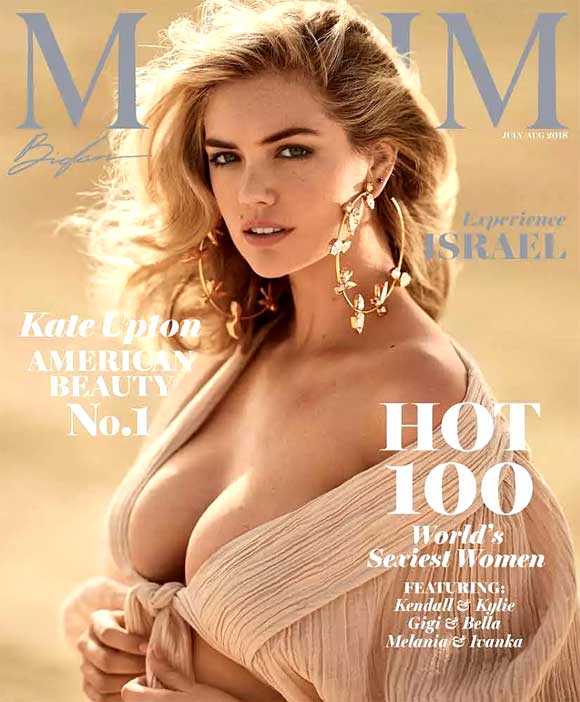 MAXIM
JULY/AUG 2018
Experience
ISRAEL
Kate Upton
AMERICAN
BEAUTY
No.1
HOT
100
World's
Sexiest Women
FEATURING:
Kendall & Kylie
Gigi & Bella
Melania & Ivanka